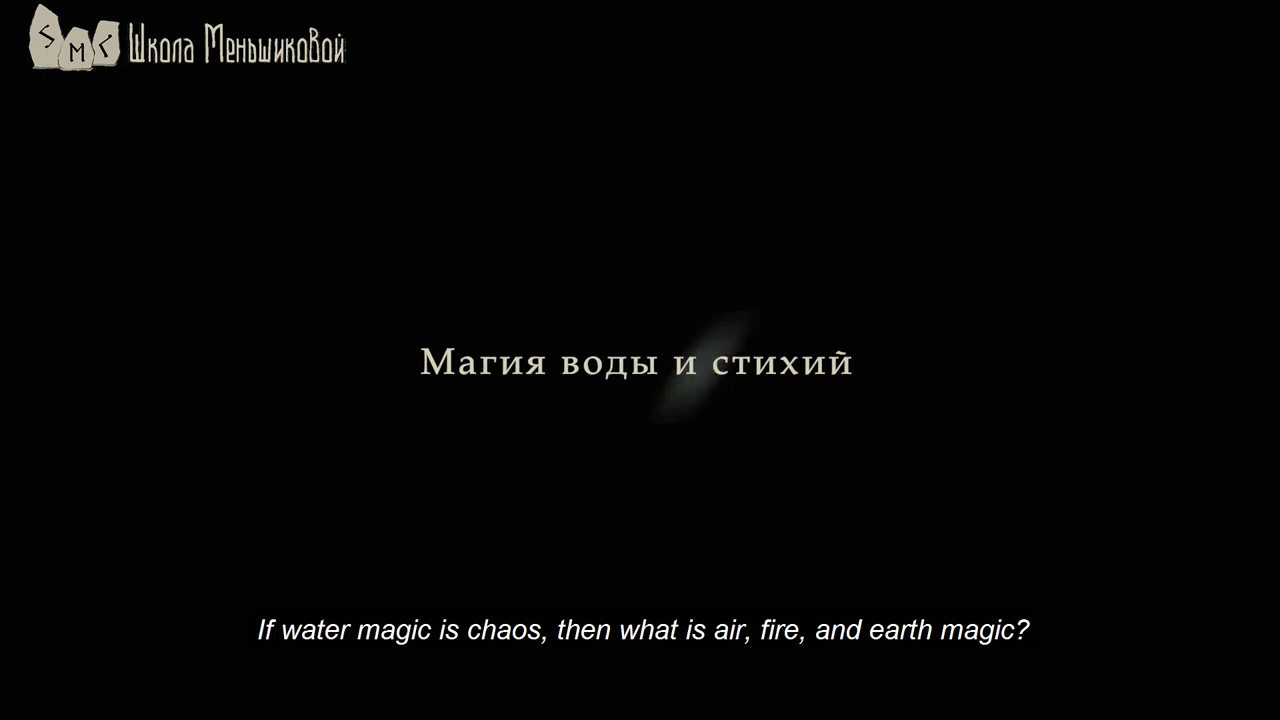 SMC Школа Меньшиковой
Магия воды и стихий
If water magic is chaos, then what is air, fire, and earth magic?